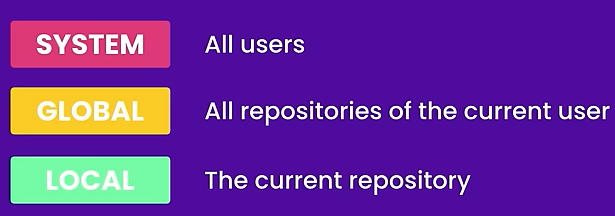 SYSTEM All users
GLOBAL All repositories of the current user
LOCAL The current repository